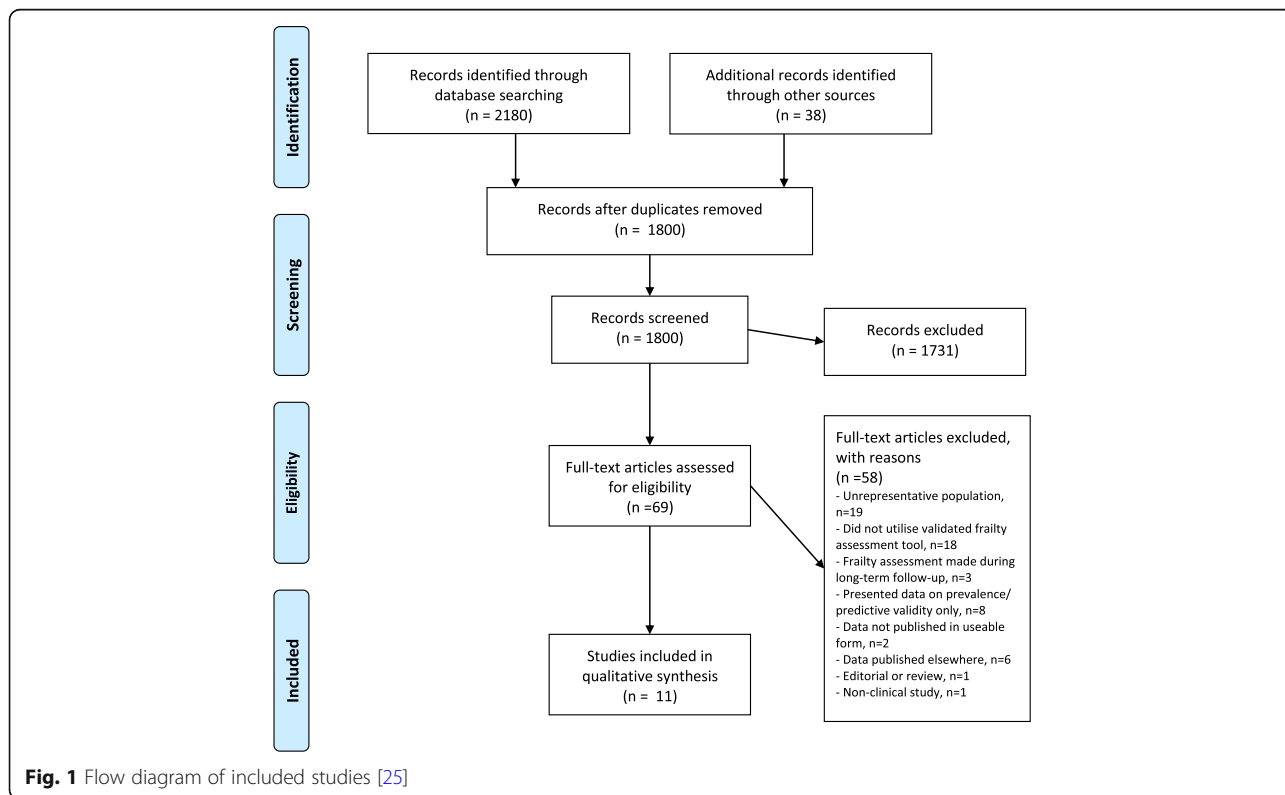 Identification
Records identified through
database searching
(n = 2180)
Additional records identified
through other sources
(n = 38)
Records after duplicates removed
(n = 1800)
Screening
Records screened
(n = 1800)
Records excluded
(n = 1731)
Eligibility
Full-text articles assessed
for eligibility
(n =69)
Full-text articles excluded,
with reasons
(n =58)
- Unrepresentative population,
n=19
- Did not utilise validated frailty
assessment tool, n=18
- Frailty assessment made during
long-term follow-up, n=3
- Presented data on prevalence/
predictive validity only, n=8
- Data not published in useable
form, n=2
- Data published elsewhere, n=6
- Editorial or review, n=1
- Non-clinical study, n=1
Included
Studies included in
qualitative synthesis
(n = 11)
Fig. 1 Flow diagram of included studies [25]